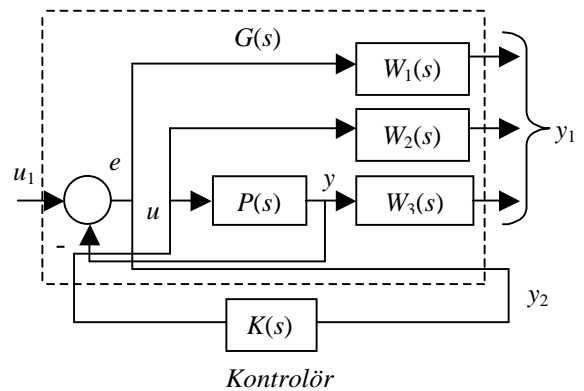 G(s)
W₁(s)
W₂(s)
y₁
e
u₁
y
u
P(s)
W₃(s)
-
y₂
K(s)
Kontrolör